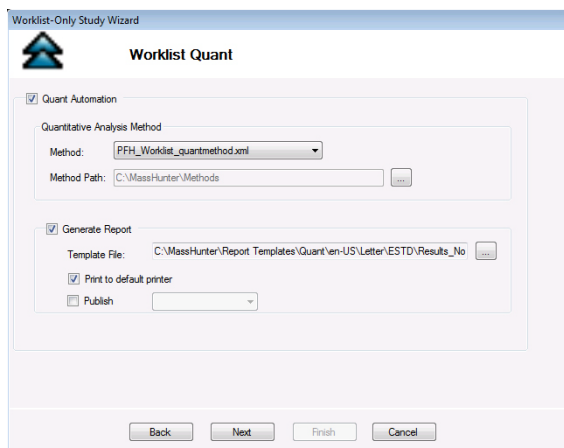 Worklist-Only Study Wizard
Worklist Quant
Quant Automation
Quantitative Analysis Method
Method: PFH_Worklist_quantmethod.xml
Method Path: C:\MassHunter\Methods ...
Generate Report
Template File: C:\MassHunter\Report Templates\Quant\en-US\Letter\ESTD\Results_No ...
Print to default printer
Publish
Back Next Finish Cancel